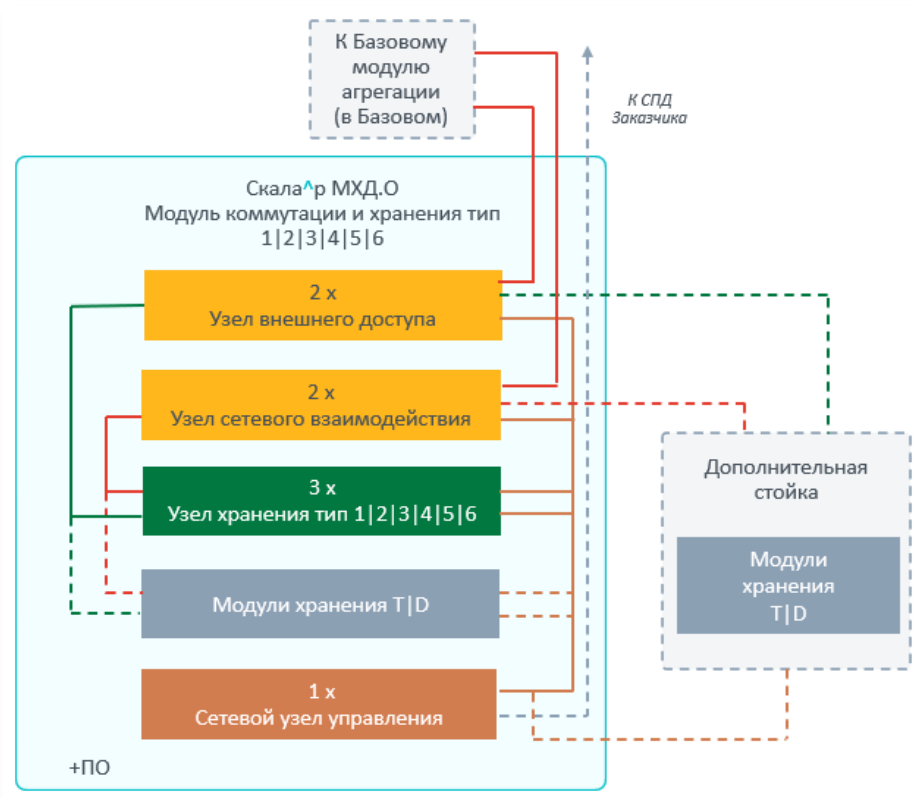 К Базовому
модулю
агрегации
(в Базовом)
К СПД
Заказчика
Скала^р МХД.О
Модуль коммутации и хранения тип
1|2|3|4|5|6
2 x
Узел внешнего доступа
2 x
Узел сетевого взаимодействия
3 x
Узел хранения тип 1|2|3|4|5|6
Модули хранения T|D
1 x
Сетевой узел управления
+ПО
Дополнительная
стойка
Модули
хранения
T|D